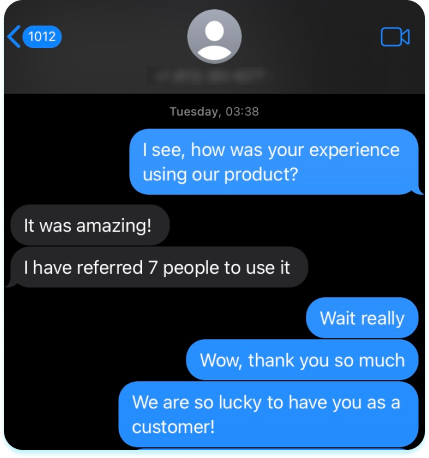 1012
Tuesday, 03:38
I see, how was your experience
using our product?
It was amazing!
I have referred 7 people to use it
Wait really
Wow, thank you so much
We are so lucky to have you as a
customer!